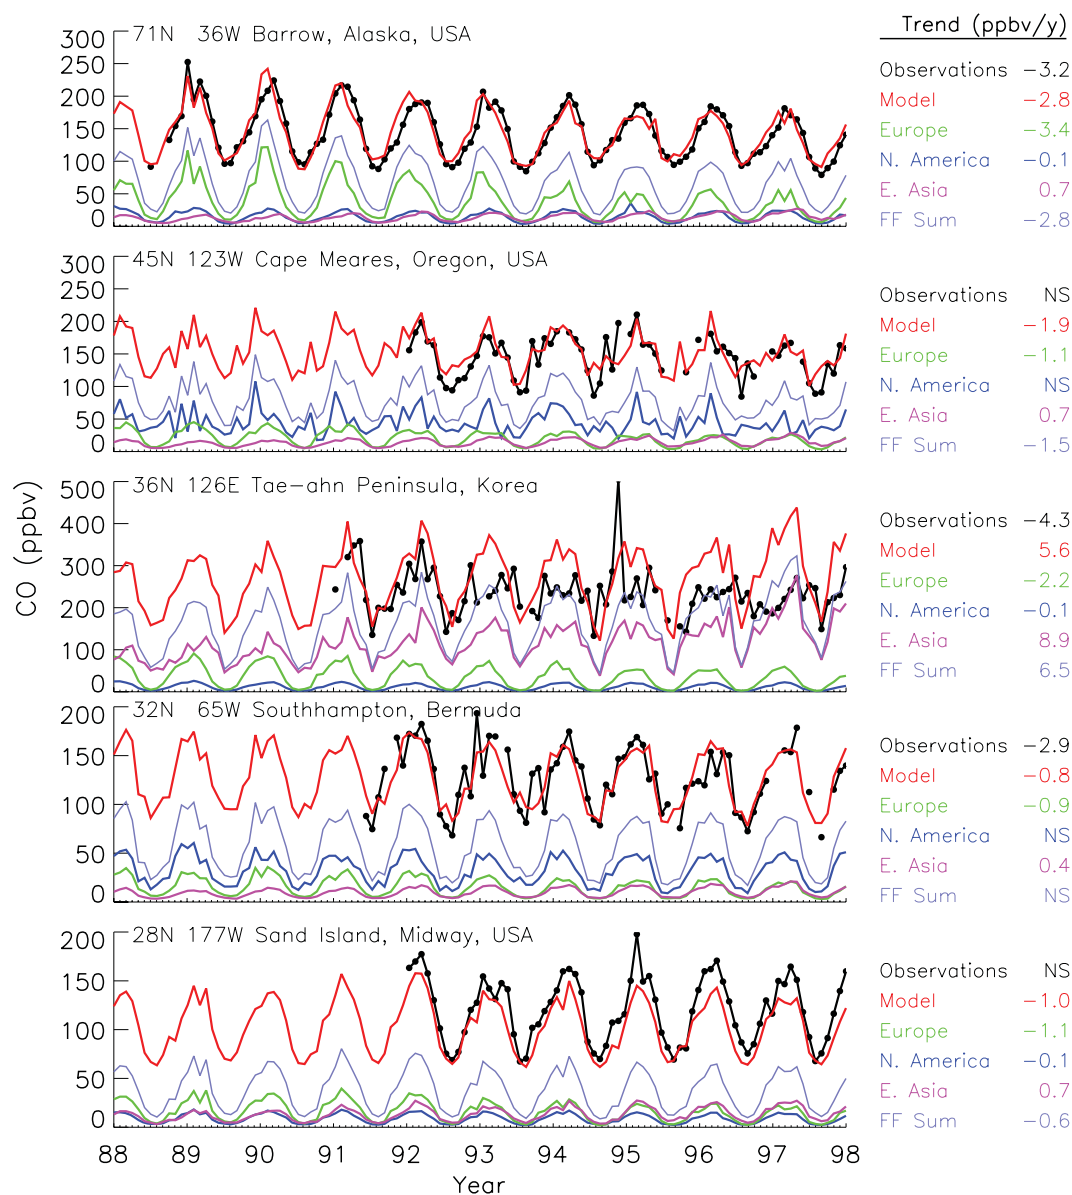 Trend (ppbv/y)
300 71N 36W Barrow, Alaska, USA
250
200
150
100
50
0
Observations −3.2
Model −2.8
Europe −3.4
N. America −0.1
E. Asia 0.7
FF Sum −2.8
300 45N 123W Cape Meares, Oregon, USA
250
200
150
100
50
0
Observations NS
Model −1.9
Europe −1.1
N. America NS
E. Asia 0.7
FF Sum −1.5
CO (ppbv)
500 36N 126E Tae−ahn Peninsula, Korea
400
300
200
100
0
Observations −4.3
Model 5.6
Europe −2.2
N. America −0.1
E. Asia 8.9
FF Sum 6.5
200 32N 65W Southhampton, Bermuda
150
100
50
0
Observations −2.9
Model −0.8
Europe −0.9
N. America NS
E. Asia 0.4
FF Sum NS
200 28N 177W Sand Island, Midway, USA
150
100
50
0
Observations NS
Model −1.0
Europe −1.1
N. America −0.1
E. Asia 0.7
FF Sum −0.6
88 89 90 91 92 93 94 95 96 97 98
Year